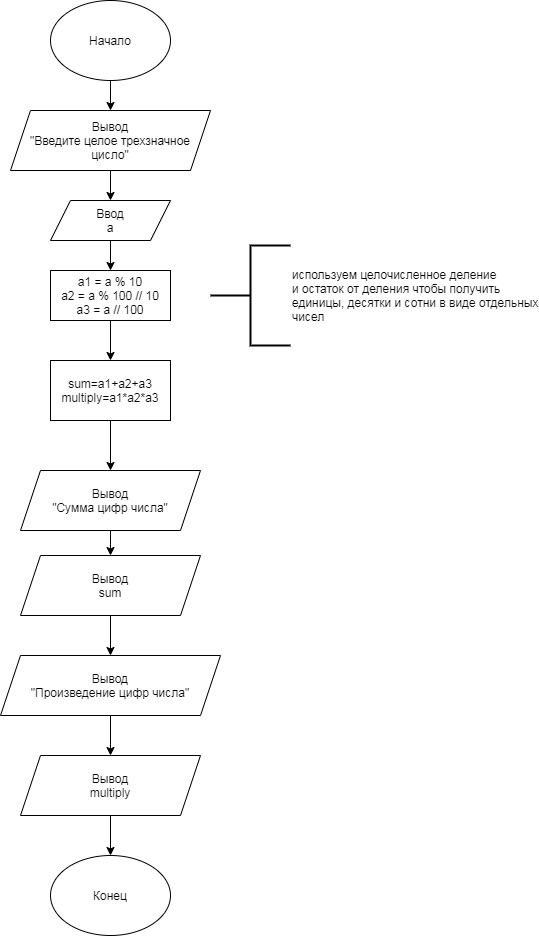 Начало
Вывод
"Введите целое трехзначное
цисло"
Ввод
a
a1 = a % 10
a2 = a % 100 // 10
a3 = a // 100
используем целочисленное деление
и остаток от деления чтобы получить
единицы, десятки и сотни в виде отдельных
чисел
sum=a1+a2+a3
multiply=a1*a2*a3
Вывод
"Сумма цифр числа"
Вывод
sum
Вывод
"Произведение цифр числа"
Вывод
multiply
Конец